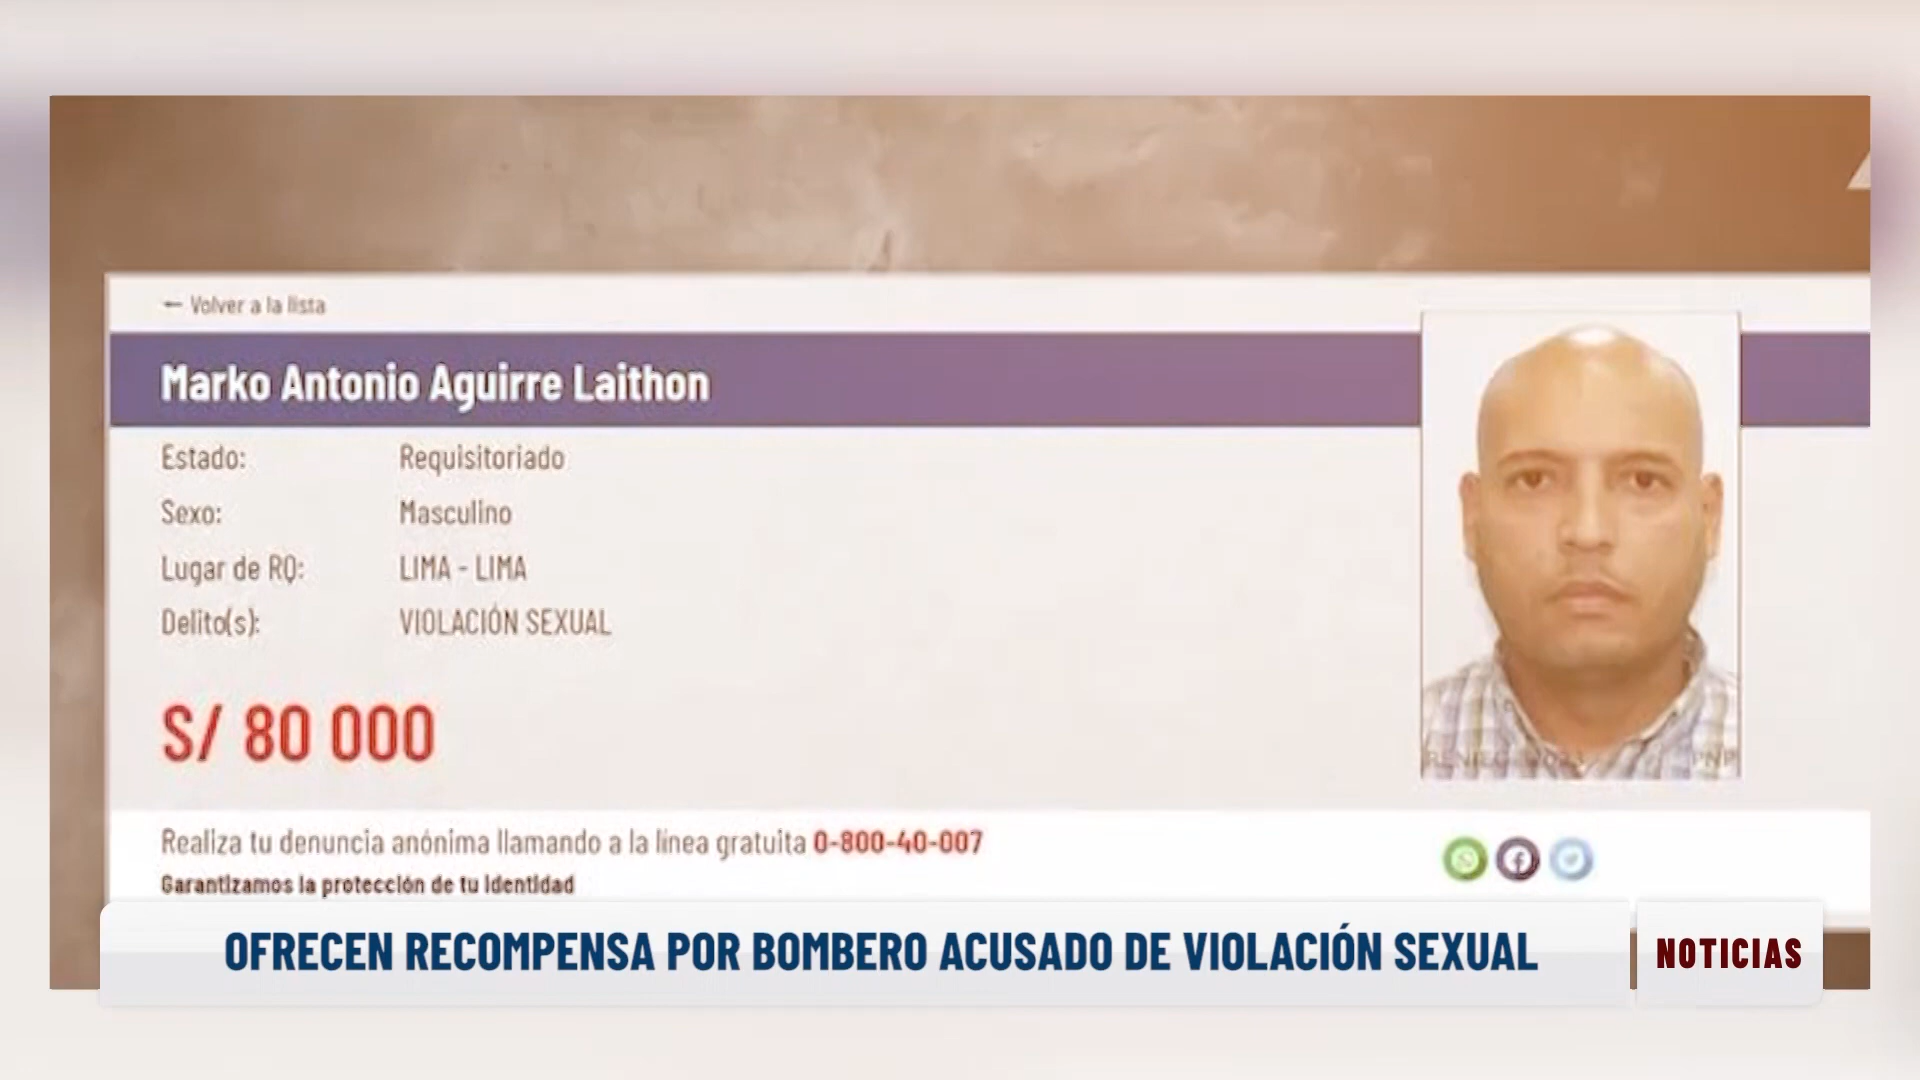 ← Volver a la lista
Marko Antonio Aguirre Laithon
Estado: Requisitoriado
Sexo: Masculino
Lugar de RQ: LIMA - LIMA
Delito(s): VIOLACIÓN SEXUAL
S/ 80 000
RENIEC PNP
Realiza tu denuncia anónima llamando a la línea gratuita 0-800-40-007
Garantizamos la protección de tu identidad
OFRECEN RECOMPENSA POR BOMBERO ACUSADO DE VIOLACIÓN SEXUAL
NOTICIAS